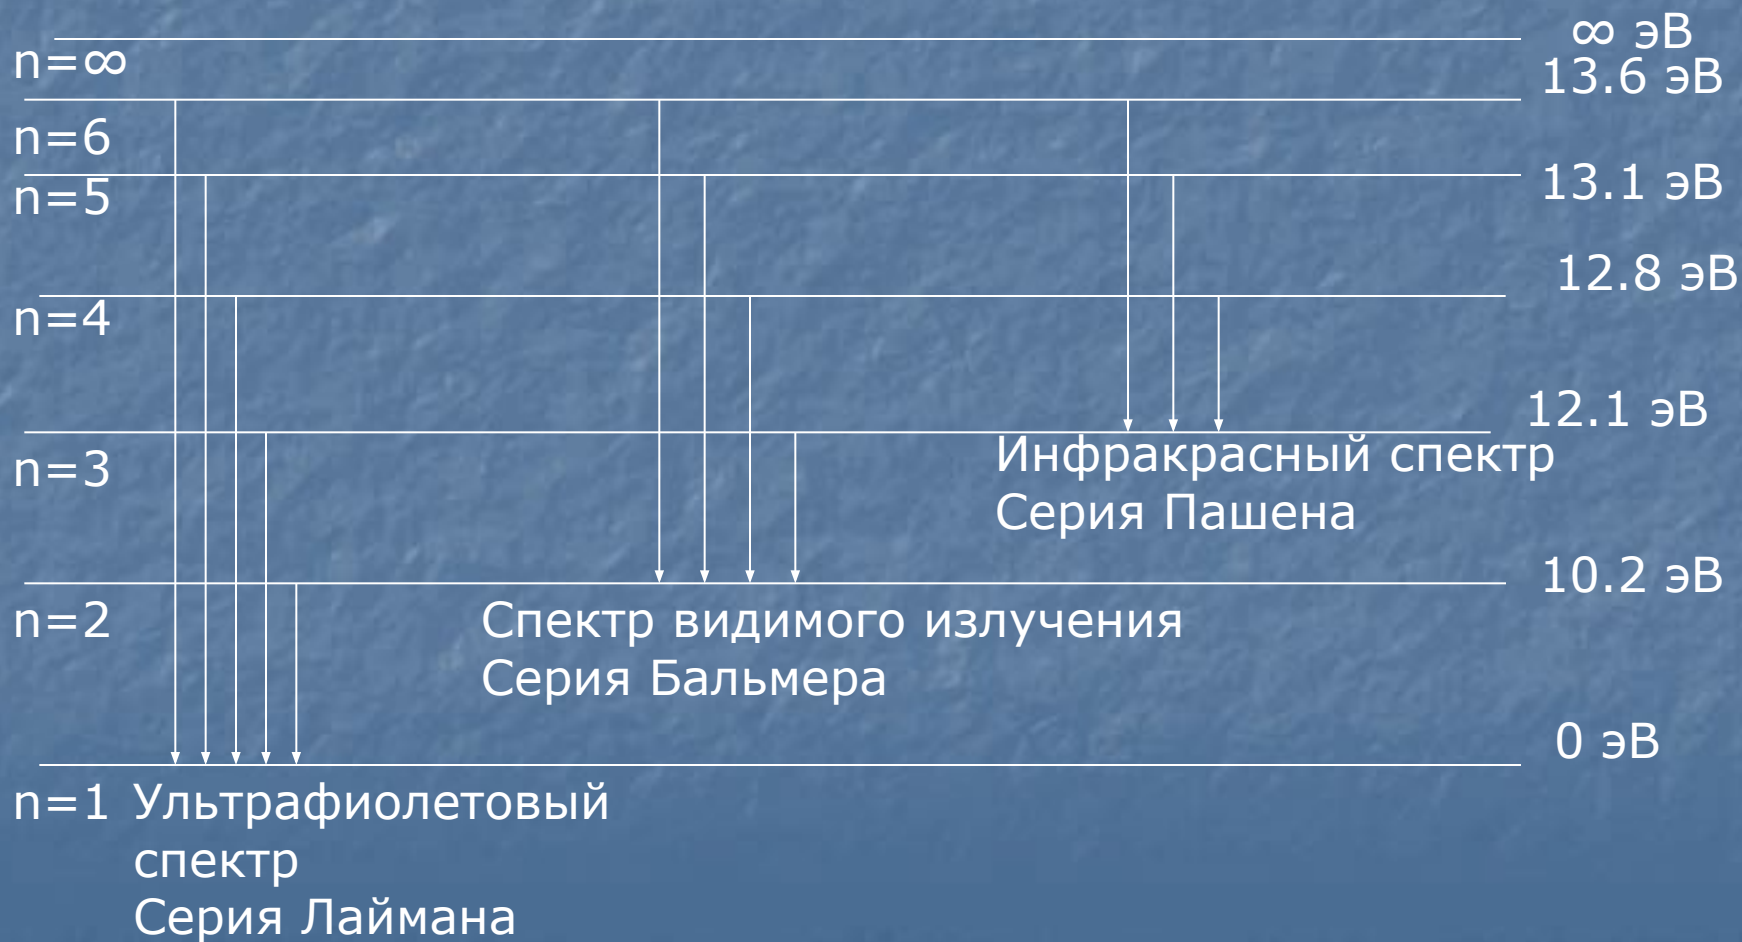 ∞ эВ
n=∞
13.6 эВ
n=6
13.1 эВ
n=5
12.8 эВ
n=4
12.1 эВ
n=3
Инфракрасный спектр
Серия Пашена
10.2 эВ
n=2
Спектр видимого излучения
Серия Бальмера
0 эВ
n=1
Ультрафиолетовый
спектр
Серия Лаймана